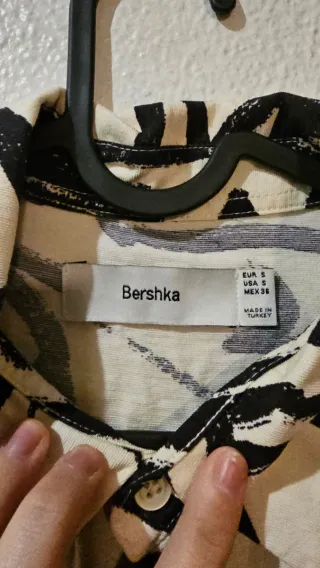 Bershka
EUR S
USA S
MEX 36
MADE IN
TURKEY